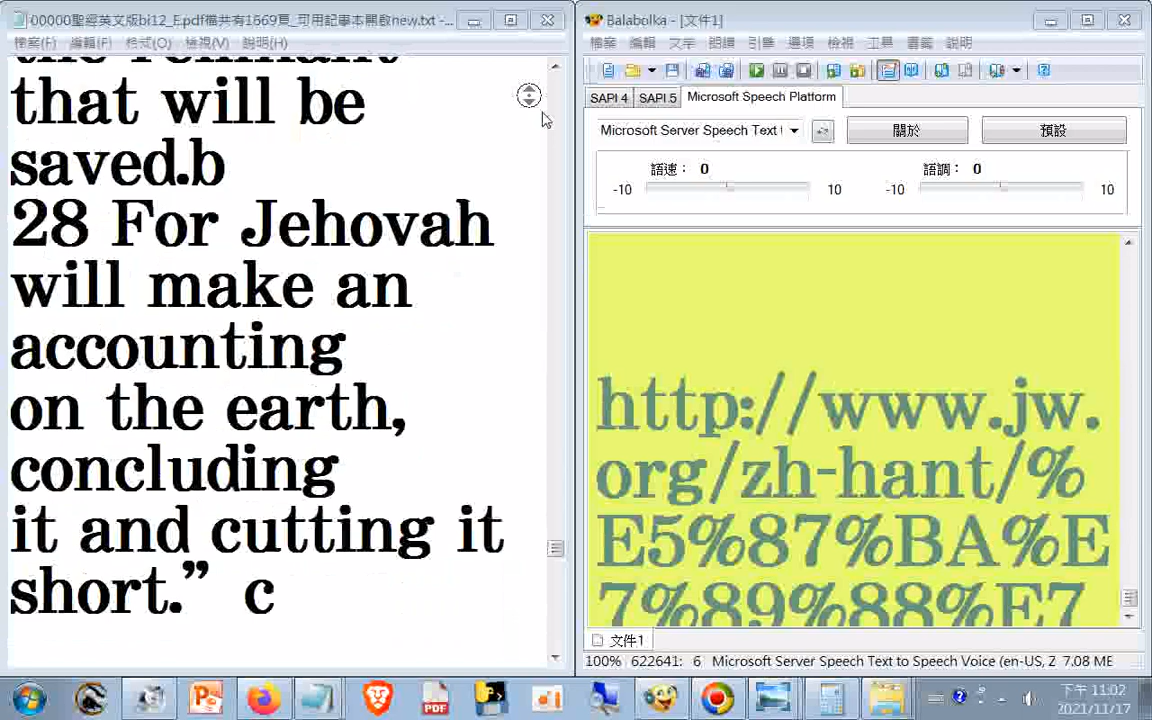 00000聖經英文版bi12_E.pdf檔共有1669頁_可用記事本開啟new.txt -...
檔案(F) 編輯(E) 格式(O) 檢視(V) 說明(H)
that will be
saved.b
28 For Jehovah
will make an
accounting
on the earth,
concluding
it and cutting it
short.” c
Balabolka - [文件1]
檔案 編輯 文字 朗讀 引擎 選項 檢視 工具 書籤 說明
SAPI 4 SAPI 5 Microsoft Speech Platform
Microsoft Server Speech Text 關於 預設
語速： 0 語調： 0
-10 10 -10 10
http://www.jw.
org/zh-hant/%
E5%87%BA%E
7%89%88%E7
文件1
100% 622641: 6 Microsoft Server Speech Text to Speech Voice (en-US, Z 7.08 ME
PDF
下午 11:02
2021/11/17